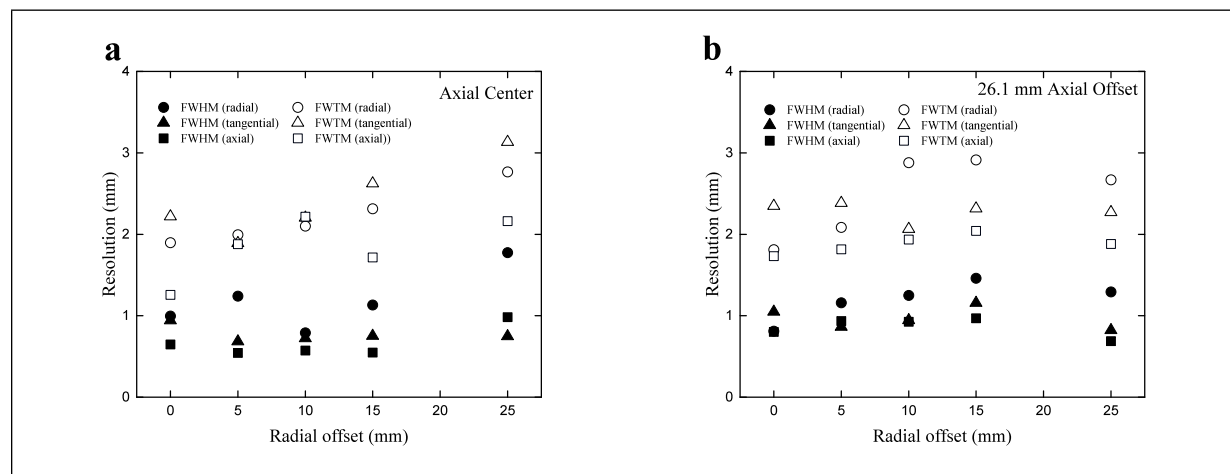 a
Axial Center
FWHM (radial)
FWHM (tangential)
FWHM (axial)
FWTM (radial)
FWTM (tangential)
FWTM (axial))
4
3
2
1
0
Resolution (mm)
0 5 10 15 20 25
Radial offset (mm)
b
26.1 mm Axial Offset
FWHM (radial)
FWHM (tangential)
FWHM (axial)
FWTM (radial)
FWTM (tangential)
FWTM (axial)
4
3
2
1
0
Resolution (mm)
0 5 10 15 20 25
Radial offset (mm)